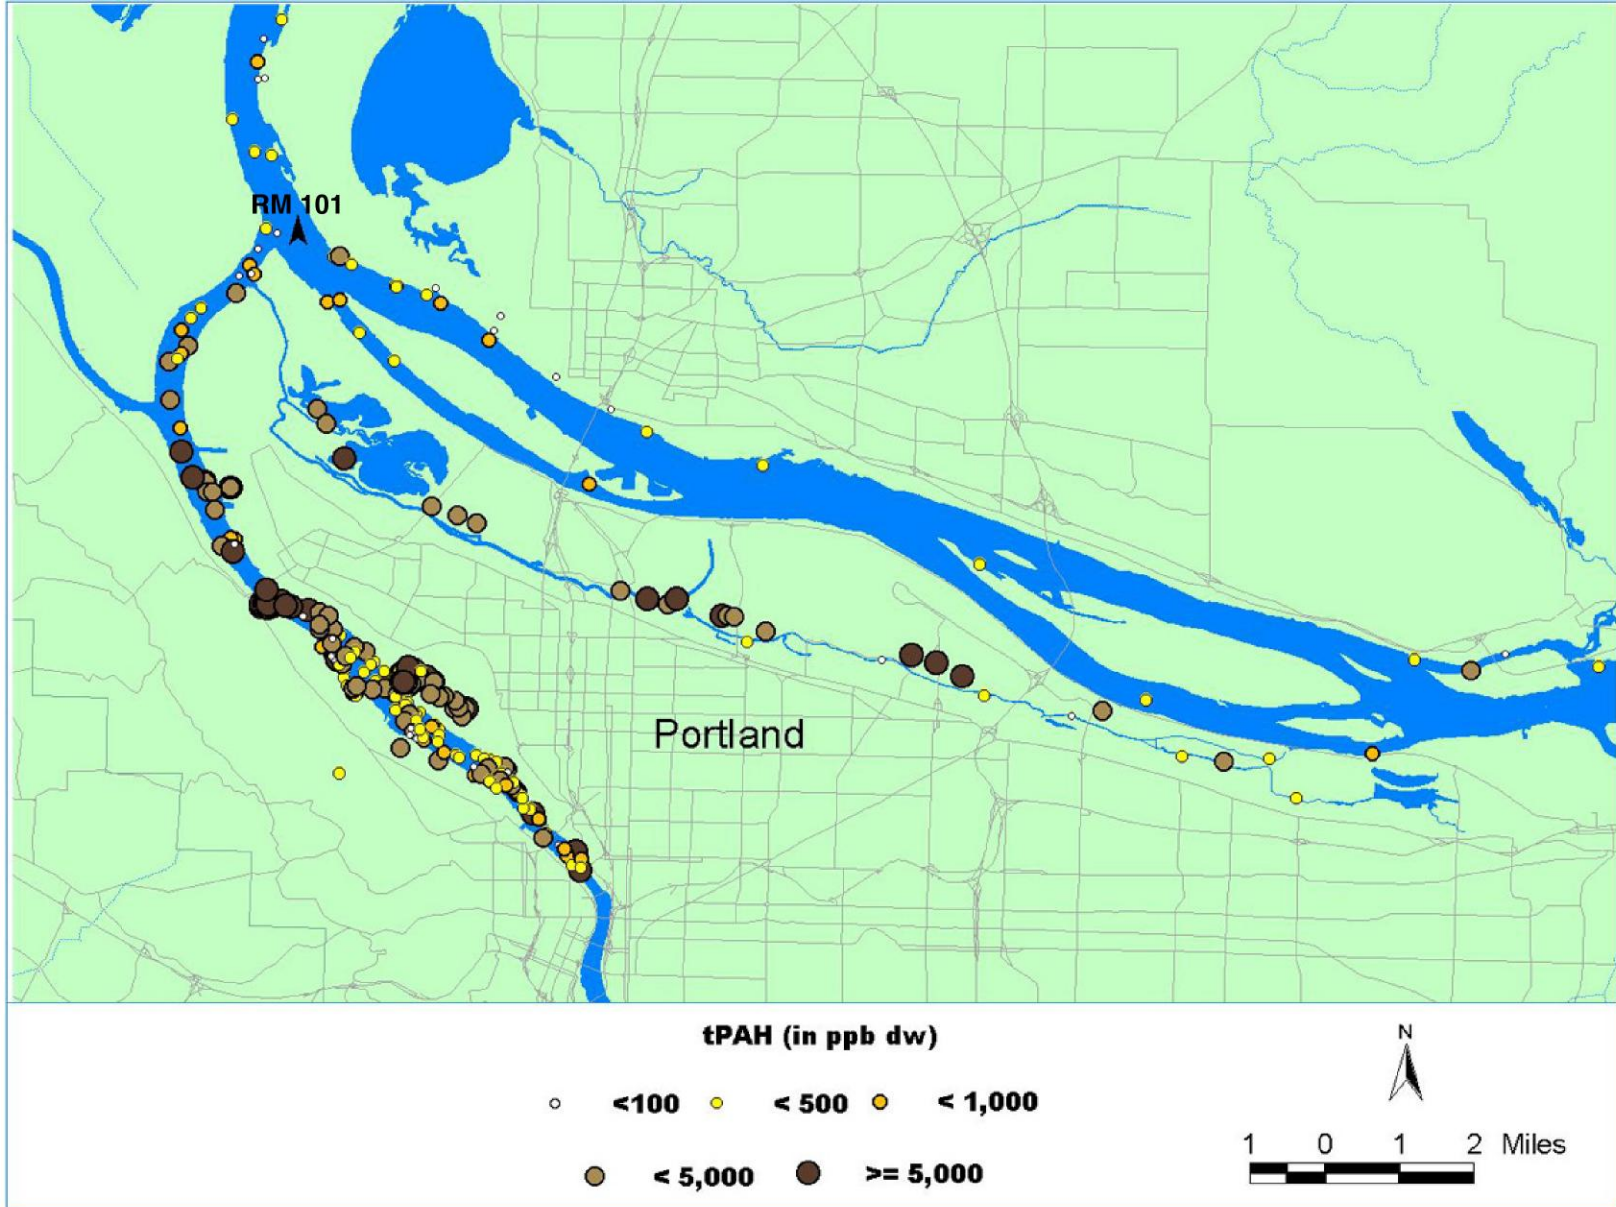 RM 101
Portland
tPAH (in ppb dw)
<100 < 500 < 1,000
< 5,000 >= 5,000
N
1 0 1 2 Miles